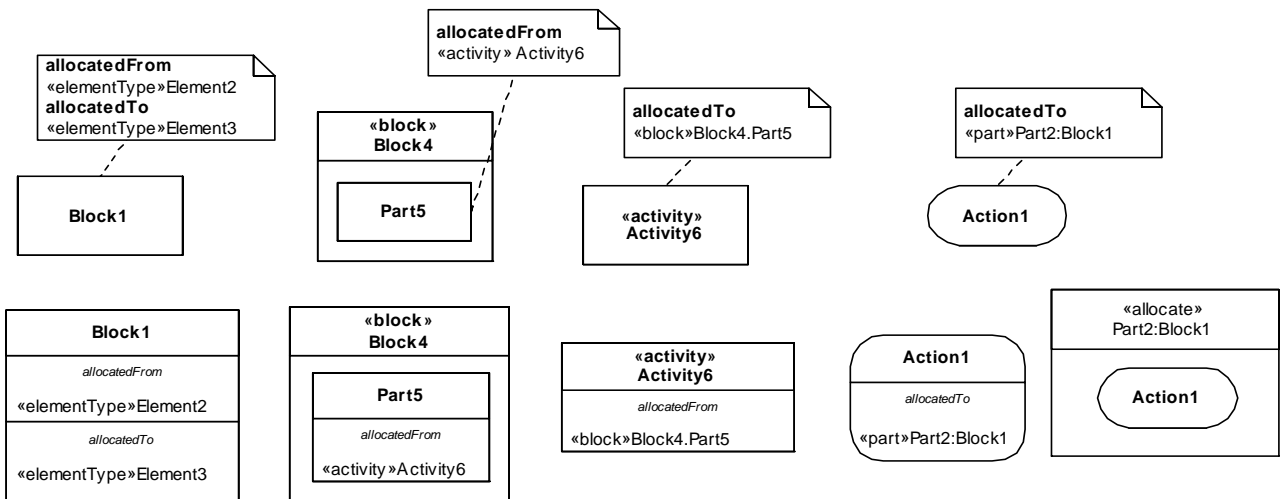 allocatedFrom
«activity» Activity6
allocatedFrom
«elementType»Element2
allocatedTo
«elementType»Element3
allocatedTo
«block»Block4.Part5
allocatedTo
«part»Part2:Block1
«block»
Block4
Block1
Part5
«activity»
Activity6
Action1
Block1
allocatedFrom
«elementType»Element2
allocatedTo
«elementType»Element3
«block»
Block4
Part5
allocatedFrom
«activity»Activity6
«activity»
Activity6
allocatedFrom
«block»Block4.Part5
Action1
allocatedTo
«part»Part2:Block1
«allocate»
Part2:Block1
Action1